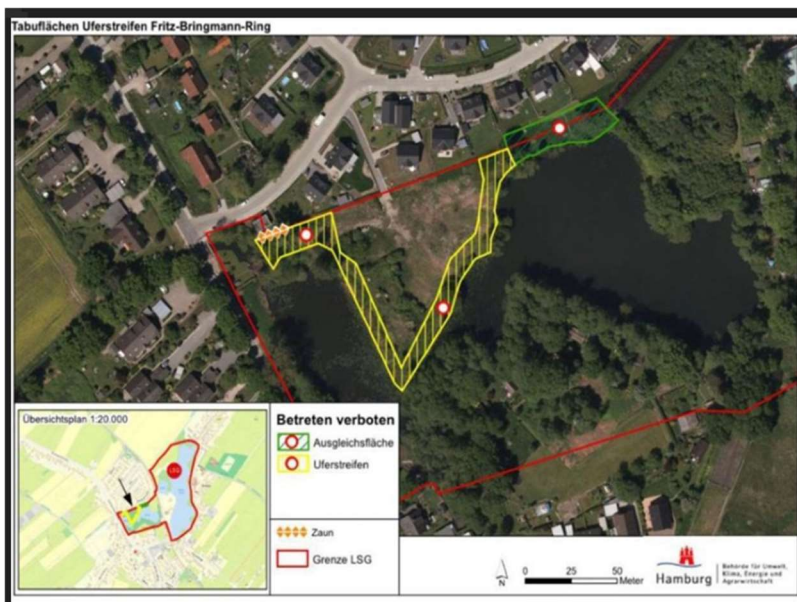 Tabuflächen Uferstreifen Fritz-Bringmann-Ring
Übersichtsplan 1:20.000
LSG
Betreten verboten
Ausgleichsfläche
Uferstreifen
Zaun
Grenze LSG
N
0 25 50
Meter
Hamburg
Behörde für Umwelt,
Klima, Energie und
Agrarwirtschaft